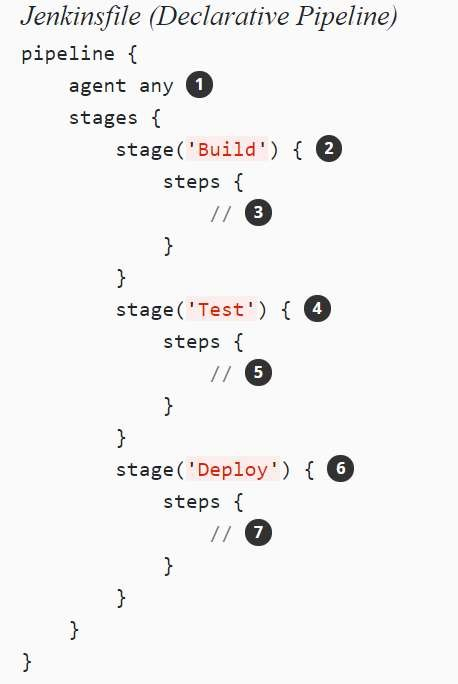 Jenkinsfile (Declarative Pipeline)
pipeline {
    agent any 1
    stages {
        stage('Build') { 2
            steps {
                // 3
            }
        }
        stage('Test') { 4
            steps {
                // 5
            }
        }
        stage('Deploy') { 6
            steps {
                // 7
            }
        }
    }
}